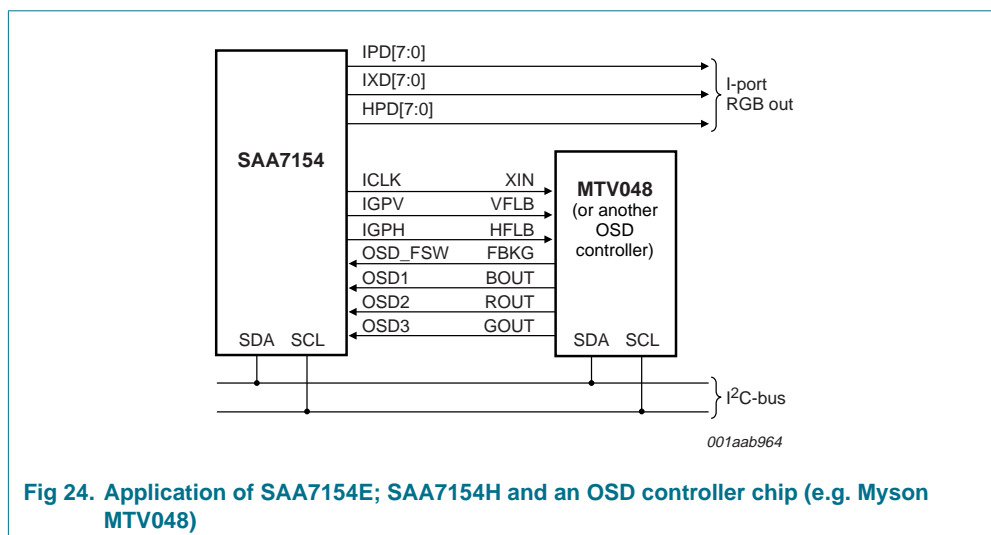 IPD[7:0]
IXD[7:0]
HPD[7:0]
I-port
RGB out
SAA7154
ICLK XIN
IGPV VFLB
IGPH HFLB
OSD_FSW FBKG
OSD1 BOUT
OSD2 ROUT
OSD3 GOUT
SDA SCL
MTV048
(or another
OSD
controller)
SDA SCL
I²C-bus
001aab964
Fig 24. Application of SAA7154E; SAA7154H and an OSD controller chip (e.g. Myson
MTV048)